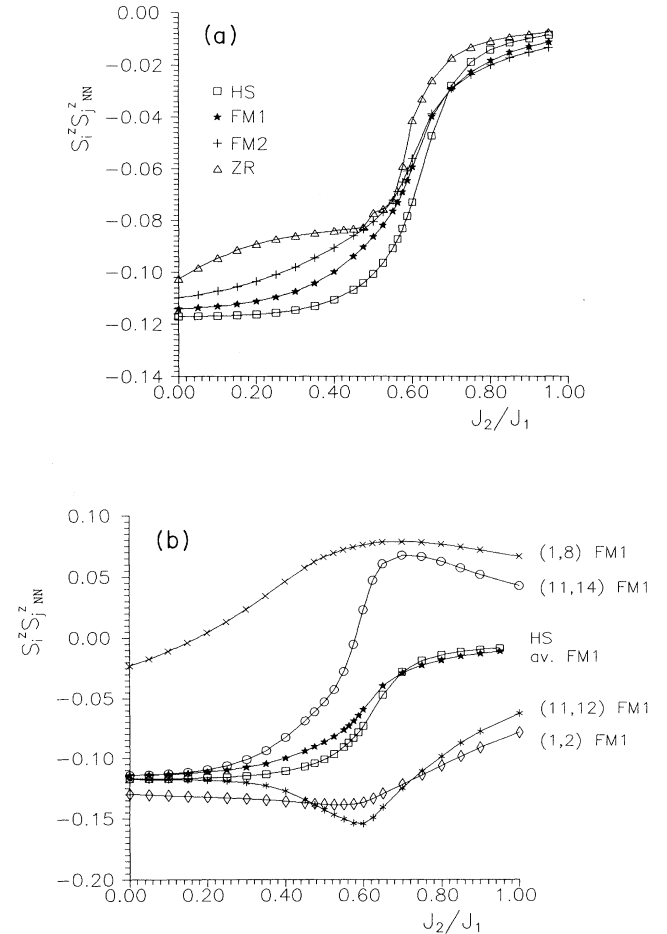 (a)
0.00
−0.02
−0.04
−0.06
−0.08
−0.10
−0.12
−0.14
S_i^z S_j^z NN
HS
FM1
FM2
ZR
0.00 0.20 0.40 0.60 0.80 1.00
J₂/J₁
(b)
0.10
0.05
0.00
−0.05
−0.10
−0.15
−0.20
S_i^z S_j^z NN
(1,8) FM1
(11,14) FM1
HS
av. FM1
(11,12) FM1
(1,2) FM1
0.00 0.20 0.40 0.60 0.80 1.00
J₂/J₁